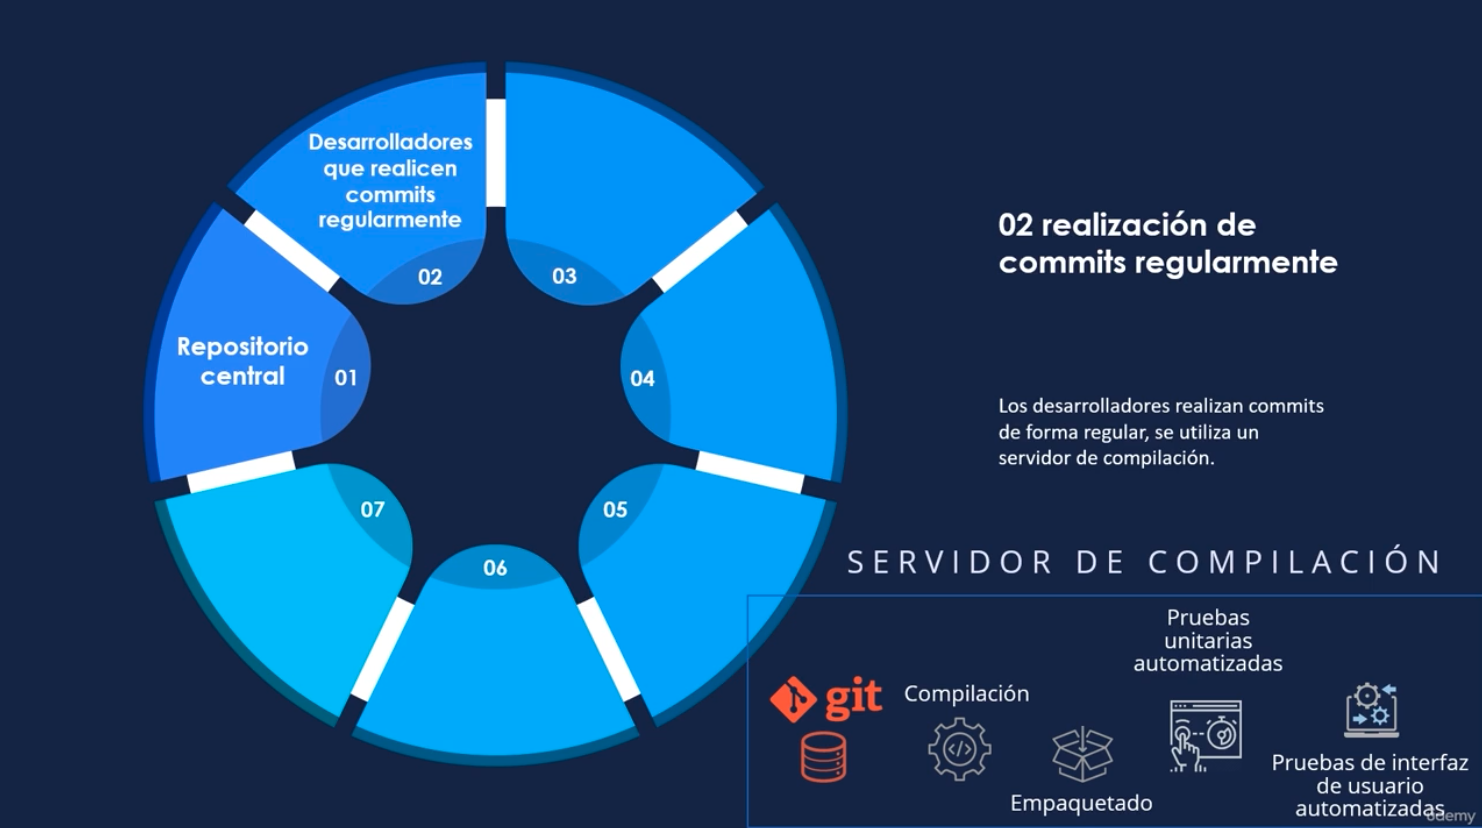 Desarrolladores
que realicen
commits
regularmente
02
03
Repositorio
central
01
04
07
05
06
02 realización de
commits regularmente
Los desarrolladores realizan commits
de forma regular, se utiliza un
servidor de compilación.
SERVIDOR DE COMPILACIÓN
git
Compilación
Empaquetado
Pruebas
unitarias
automatizadas
Pruebas de interfaz
de usuario
automatizadas
udemy